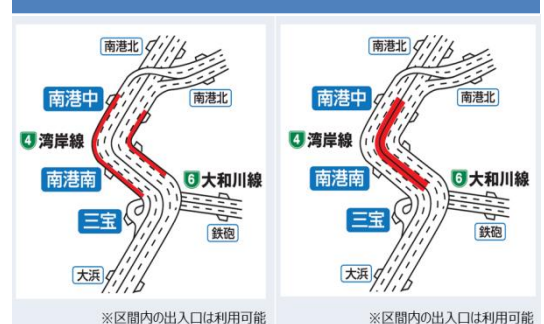 南港北
南港北
南港中
4 湾岸線
南港南
6 大和川線
三宝
鉄砲
大浜
※区間内の出入口は利用可能
南港北
南港北
南港中
4 湾岸線
南港南
6 大和川線
三宝
鉄砲
大浜
※区間内の出入口は利用可能